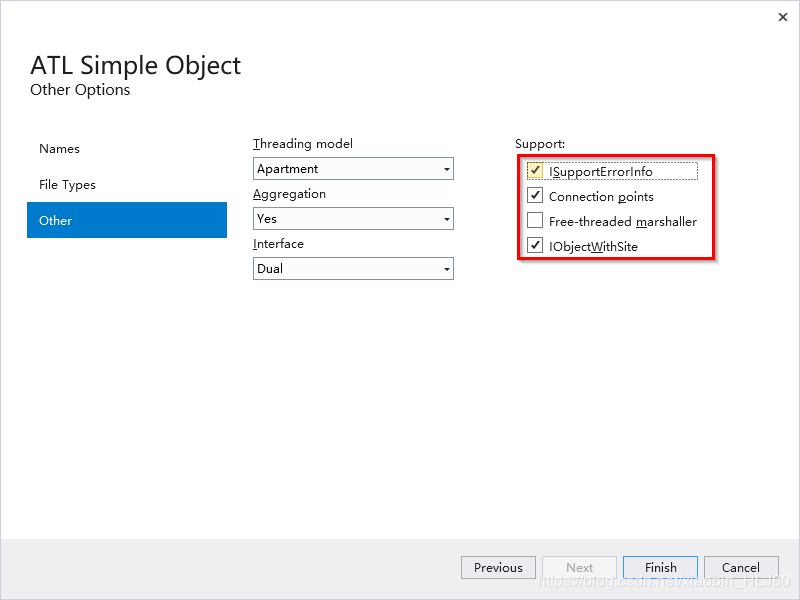 ATL Simple Object
Other Options
Names
File Types
Other
Threading model
Apartment
Aggregation
Yes
Interface
Dual
Support:
ISupportErrorInfo
Connection points
Free-threaded marshaller
IObjectWithSite
Previous
Next
Finish
Cancel
https://blog.csdn.net/xiaobin_HLJ80